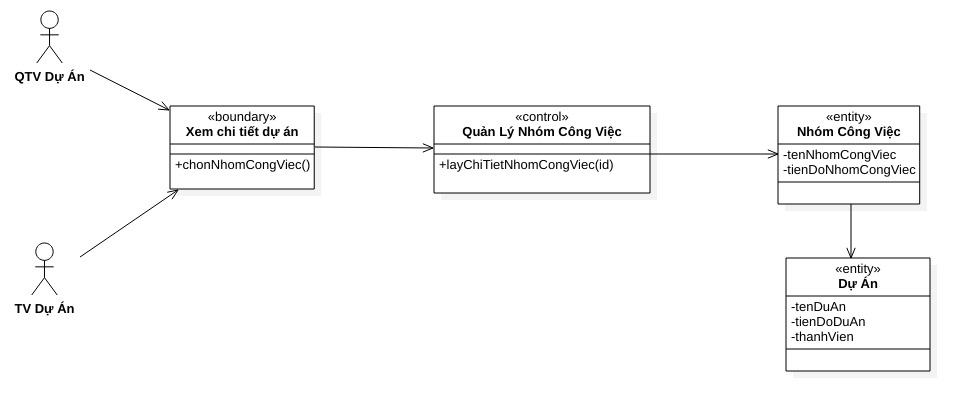 QTV Dự Án
«boundary»
Xem chi tiết dự án
+chonNhomCongViec()
«control»
Quản Lý Nhóm Công Việc
+layChiTietNhomCongViec(id)
«entity»
Nhóm Công Việc
-tenNhomCongViec
-tienDoNhomCongViec
TV Dự Án
«entity»
Dự Án
-tenDuAn
-tienDoDuAn
-thanhVien